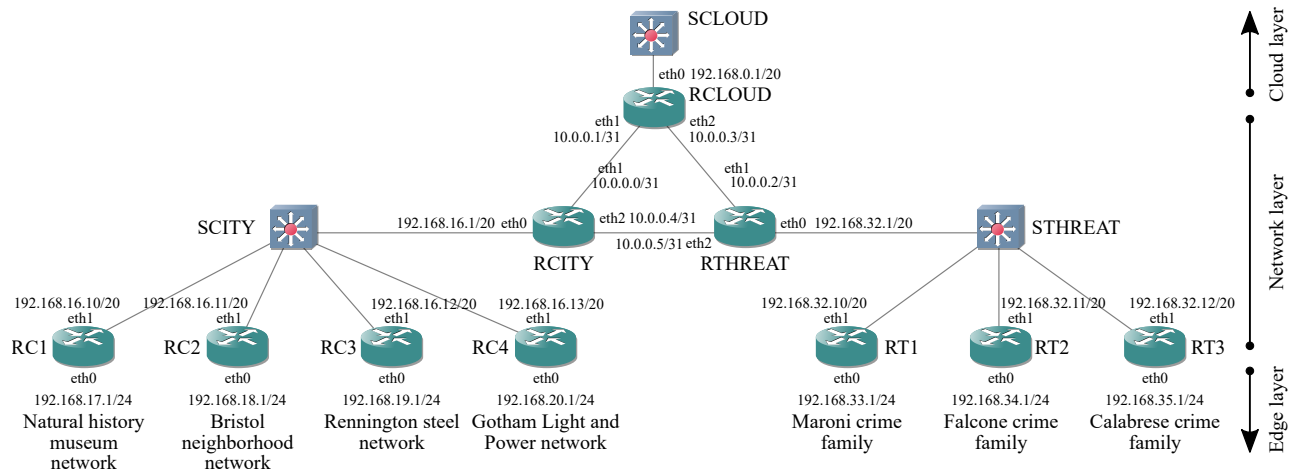 SCLOUD
eth0 192.168.0.1/20
RCLOUD
eth1
10.0.0.1/31
eth2
10.0.0.3/31
eth1
10.0.0.0/31
eth1
10.0.0.2/31
SCITY
192.168.16.1/20 eth0
eth2 10.0.0.4/31
10.0.0.5/31 eth2
eth0 192.168.32.1/20
STHREAT
RCITY
RTHREAT
192.168.16.10/20
eth1
192.168.16.11/20
eth1
192.168.16.12/20
eth1
192.168.16.13/20
eth1
192.168.32.10/20
eth1
192.168.32.11/20
eth1
192.168.32.12/20
eth1
RC1
RC2
RC3
RC4
RT1
RT2
RT3
eth0
192.168.17.1/24
Natural history
museum
network
eth0
192.168.18.1/24
Bristol
neighborhood
network
eth0
192.168.19.1/24
Rennington steel
network
eth0
192.168.20.1/24
Gotham Light and
Power network
eth0
192.168.33.1/24
Maroni crime
family
eth0
192.168.34.1/24
Falcone crime
family
eth0
192.168.35.1/24
Calabrese crime
family
Cloud layer
Network layer
Edge layer